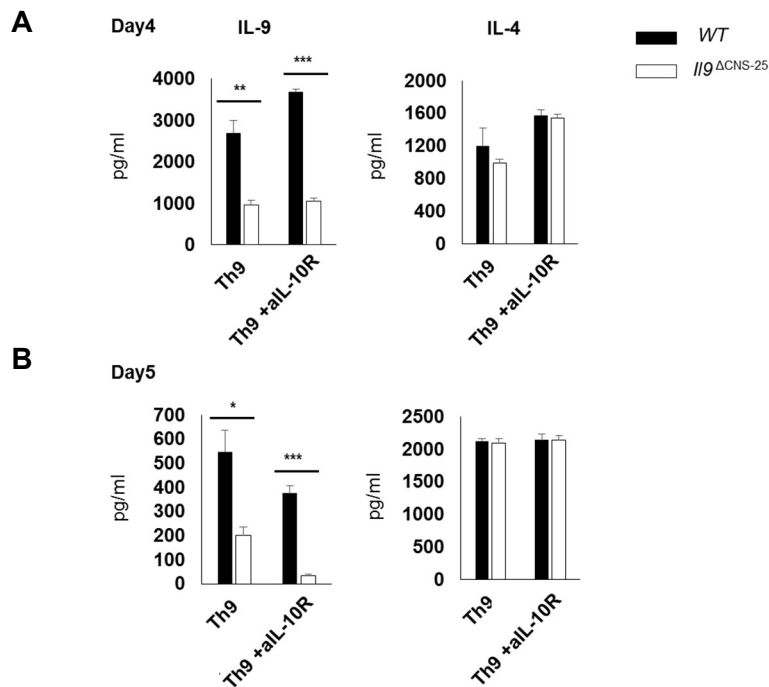 A
Day4
IL-9
IL-4
WT
Il9 ΔCNS-25
**
***
pg/ml
4000
3000
2000
1000
0
Th9
Th9 +aIL-10R
pg/ml
2000
1600
1200
800
400
0
Th9
Th9 +aIL-10R
B
Day5
*
***
pg/ml
700
600
500
400
300
200
100
0
Th9
Th9 +aIL-10R
pg/ml
2500
2000
1500
1000
500
0
Th9
Th9 +aIL-10R